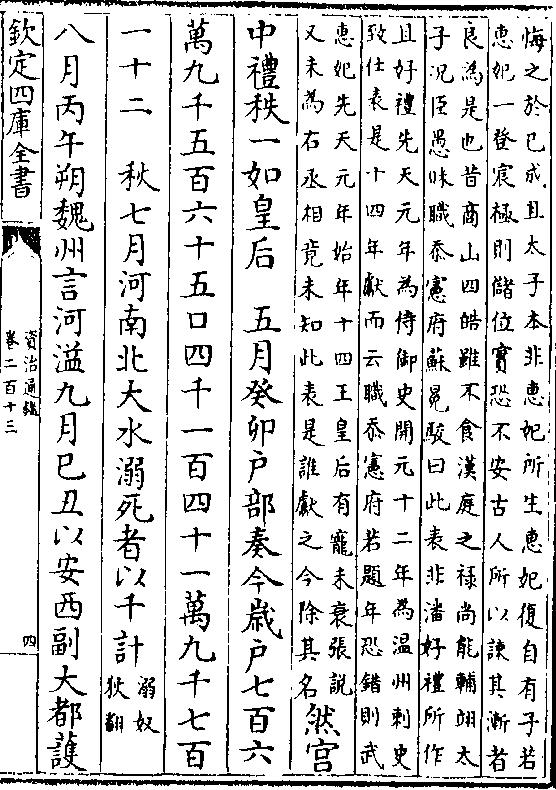 悔之於已成且太子本非惠妃所生惠妃復自有子若
惠妃一登宸極則儲位實恐不安古人所以諫其漸者
良為是也昔商山四皓雖不食漢庭之祿尚能輔翊太
子況臣愚昧職忝憲府蘇冕駁曰此表非潘好禮所作
且好禮先天元年為侍御史開元十二年為温州刺史
致仕表是十四年獻而云職忝憲府若題年恐錯則武
惠妃先天元年始年十四王皇后有寵未衰張說
又未為右丞相竟未知此表是誰獻之今除其名
然宫
中禮秩一如皇后　五月癸卯户部奏今歲户七百六
萬九千五百六十五口四千一百四十一萬九千七百
一十二　秋七月河南北大水溺死者以千計
溺奴
狄翻
八月丙午朔魏州言河溢九月已丑以安西副大都護
欽定四庫全書
資治通鑑
卷二百十三
四